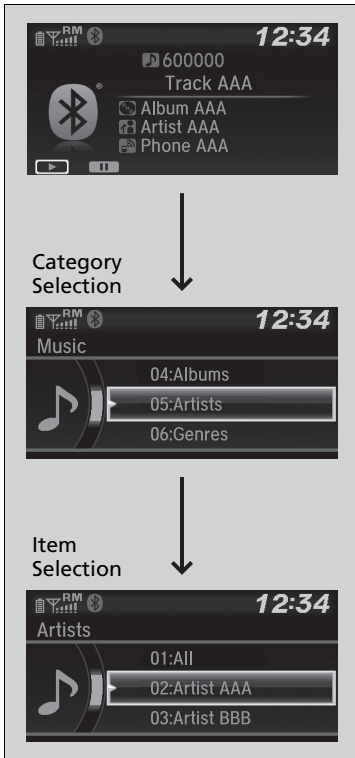 RM 12:34
600000
Track AAA
Album AAA
Artist AAA
Phone AAA
Category
Selection
RM 12:34
Music
04:Albums
05:Artists
06:Genres
Item
Selection
RM 12:34
Artists
01:All
02:Artist AAA
03:Artist BBB